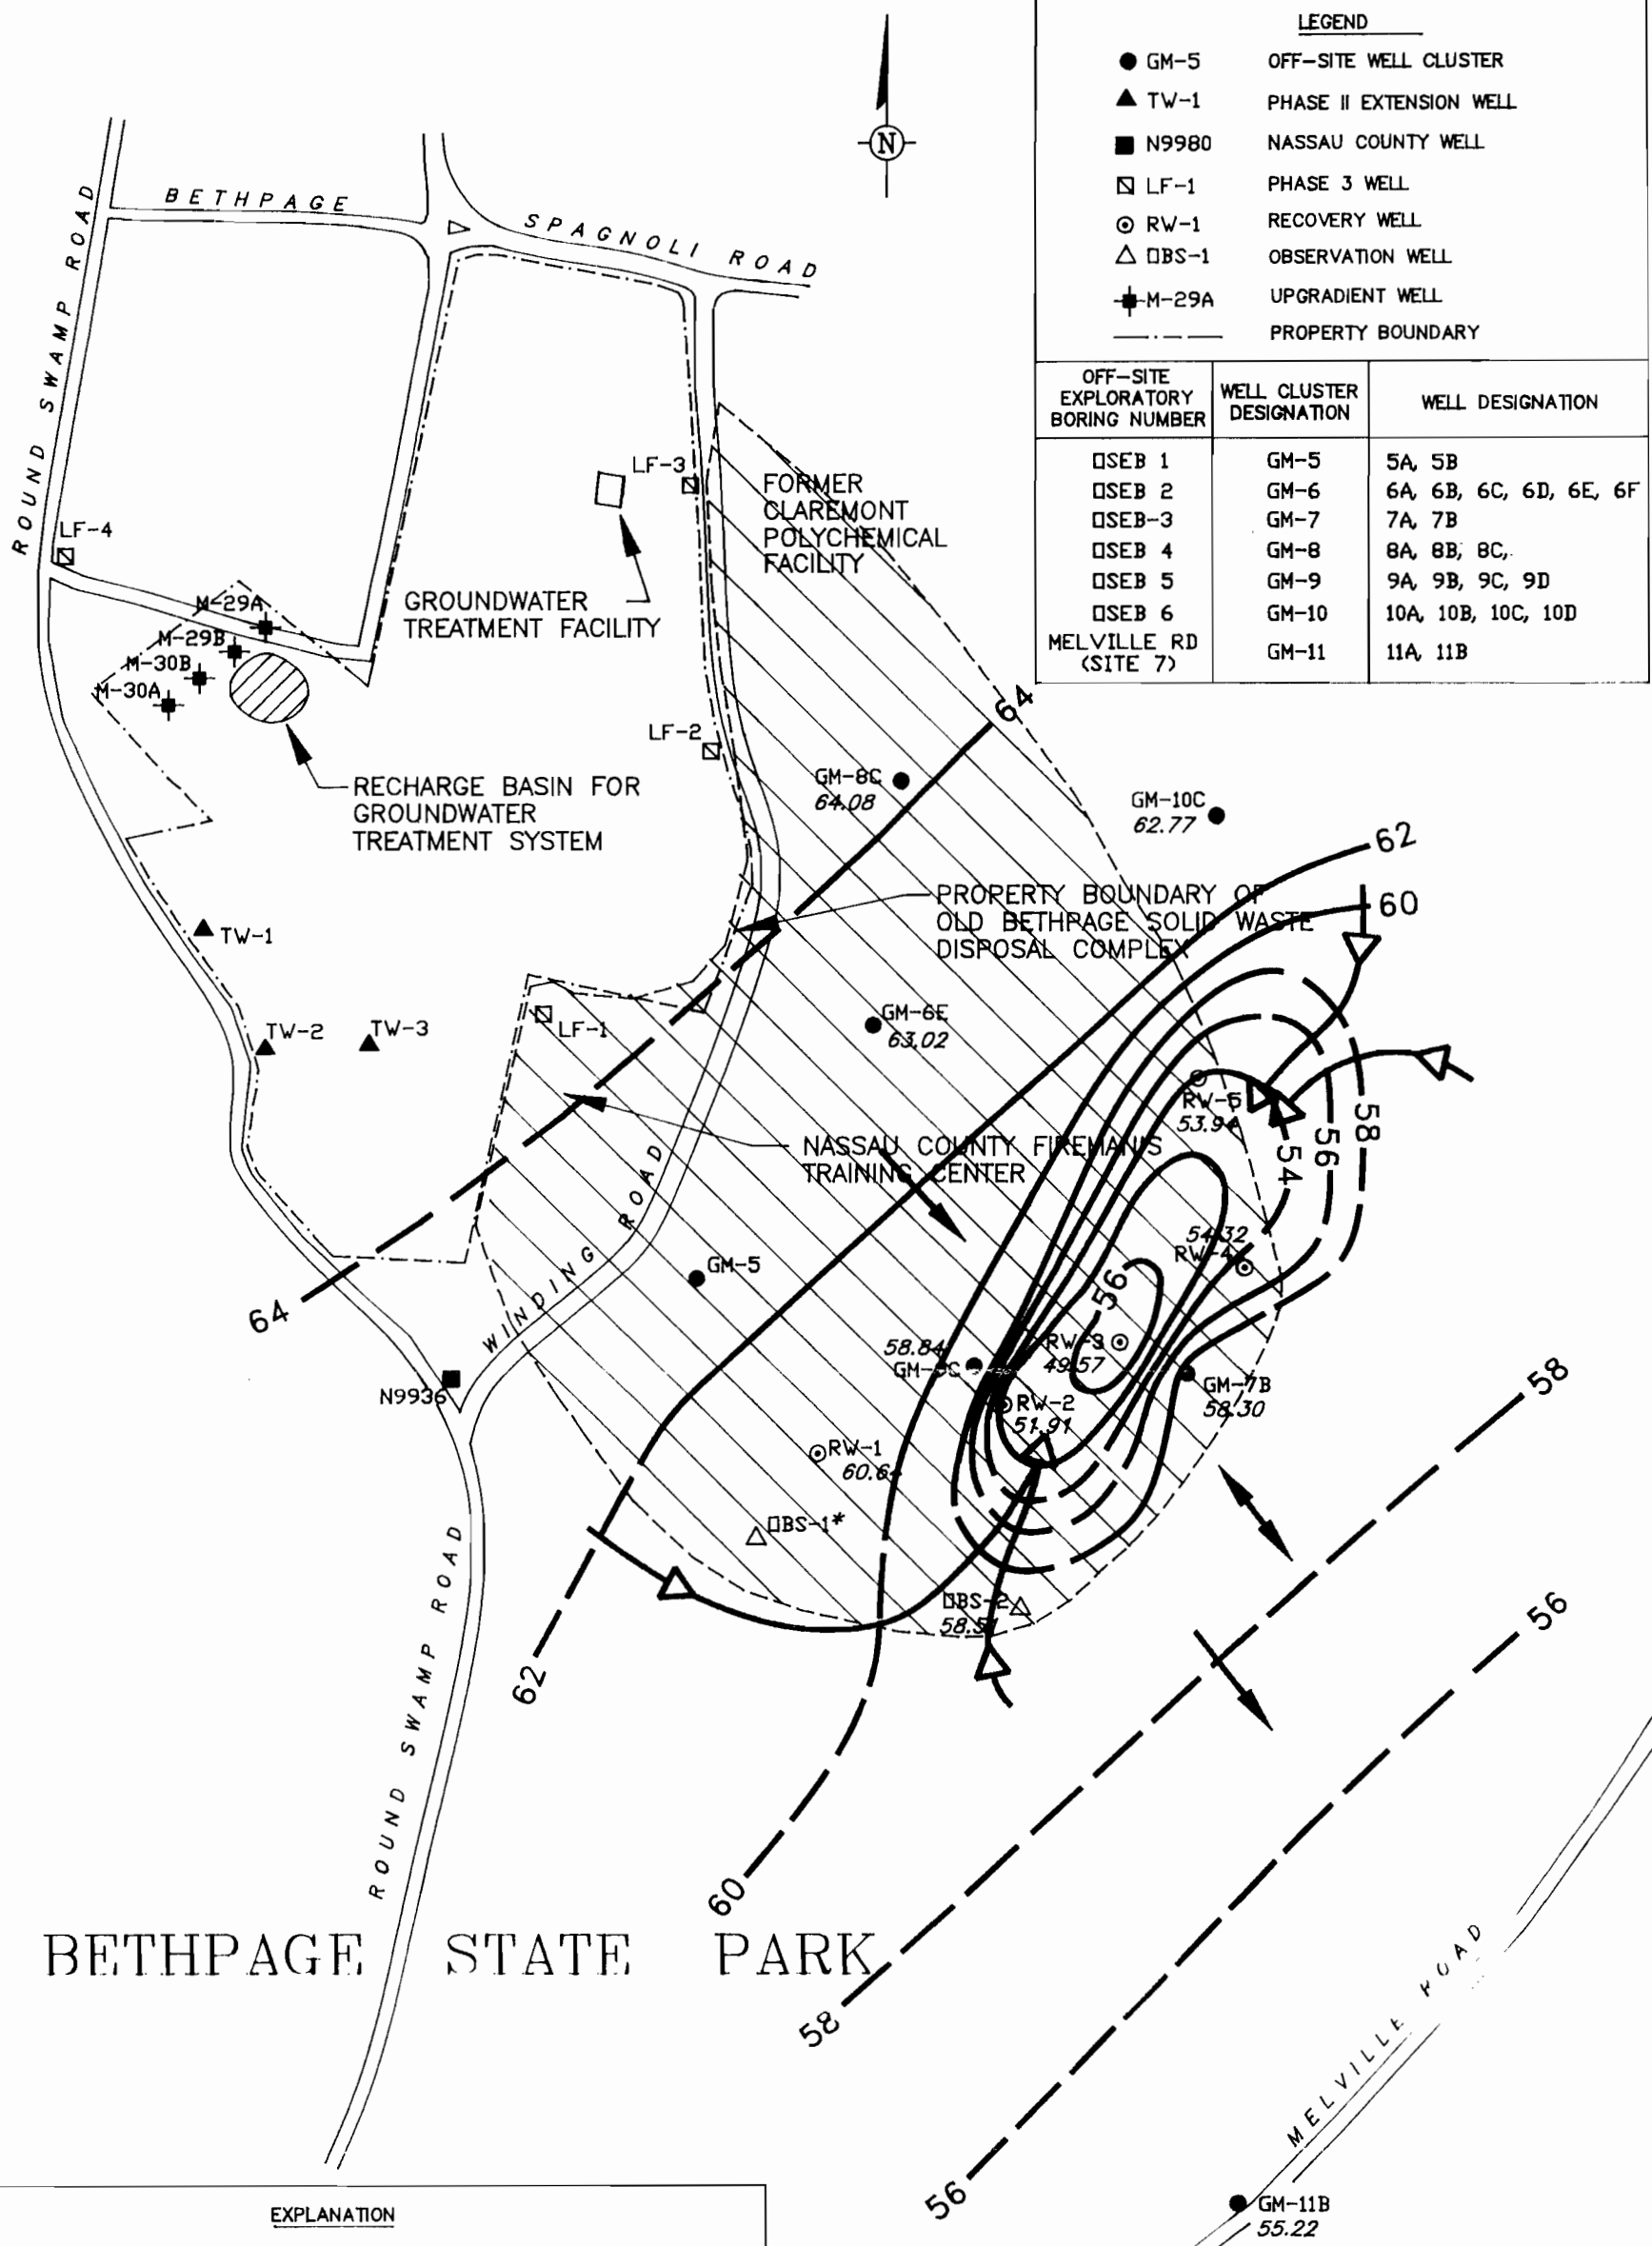 LEGEND
GM-5 OFF-SITE WELL CLUSTER
TW-1 PHASE II EXTENSION WELL
N9980 NASSAU COUNTY WELL
LF-1 PHASE 3 WELL
RW-1 RECOVERY WELL
OBS-1 OBSERVATION WELL
M-29A UPGRADIENT WELL
PROPERTY BOUNDARY
OFF-SITE
EXPLORATORY
BORING NUMBER
WELL CLUSTER
DESIGNATION
WELL DESIGNATION
OSEB 1 GM-5 5A, 5B
OSEB 2 GM-6 6A, 6B, 6C, 6D, 6E, 6F
OSEB-3 GM-7 7A, 7B
OSEB 4 GM-8 8A, 8B, 8C,
OSEB 5 GM-9 9A, 9B, 9C, 9D
OSEB 6 GM-10 10A, 10B, 10C, 10D
MELVILLE RD
(SITE 7)
GM-11 11A, 11B
N
BETHPAGE
SPAGNOLI ROAD
ROUND SWAMP ROAD
LF-3
FORMER
CLAREMONT
POLYCHEMICAL
FACILITY
LF-4
GROUNDWATER
TREATMENT FACILITY
M-29A
M-29B
M-30B
M-30A
LF-2
64
RECHARGE BASIN FOR
GROUNDWATER
TREATMENT SYSTEM
GM-8C
64.08
GM-10C
62.77
62
60
PROPERTY BOUNDARY OF
OLD BETHPAGE SOLID WASTE
DISPOSAL COMPLEX
TW-1
TW-2
TW-3
LF-1
GM-6E
63.02
RW-5
53.94
54
56
58
NASSAU COUNTY FIREMAN'S
TRAINING CENTER
WINDING ROAD
GM-5
54.32
RW-4
56
64
58.84
RW-3
49.57
N9936
GM-7B
58.30
RW-2
51.91
58
RW-1
60.64
OBS-1*
OBS-2
58.51
56
62
ROUND SWAMP ROAD
60
BETHPAGE STATE PARK
58
MELVILLE ROAD
56
GM-11B
55.22
EXPLANATION